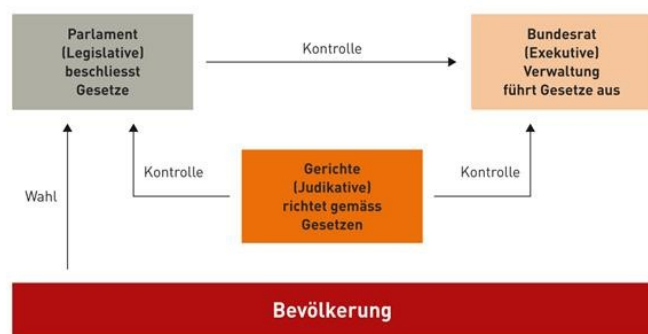 Parlament
(Legislative)
beschliesst
Gesetze
Kontrolle
Bundesrat
(Exekutive)
Verwaltung
führt Gesetze aus
Wahl
Kontrolle
Gerichte
(Judikative)
richtet gemäss
Gesetzen
Kontrolle
Bevölkerung